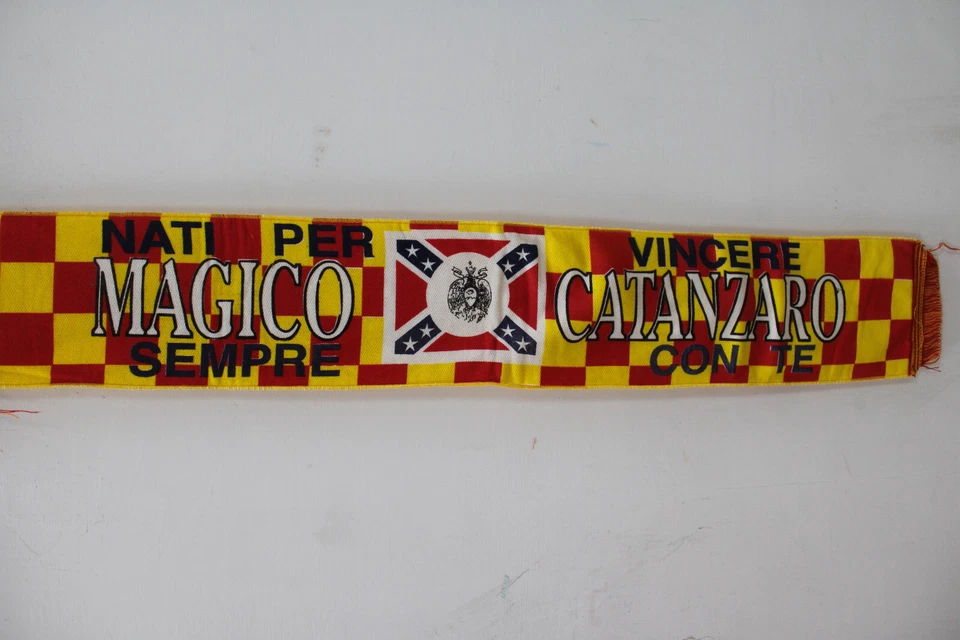 NATI PER VINCERE
MAGICO CATANZARO
SEMPRE CON TE